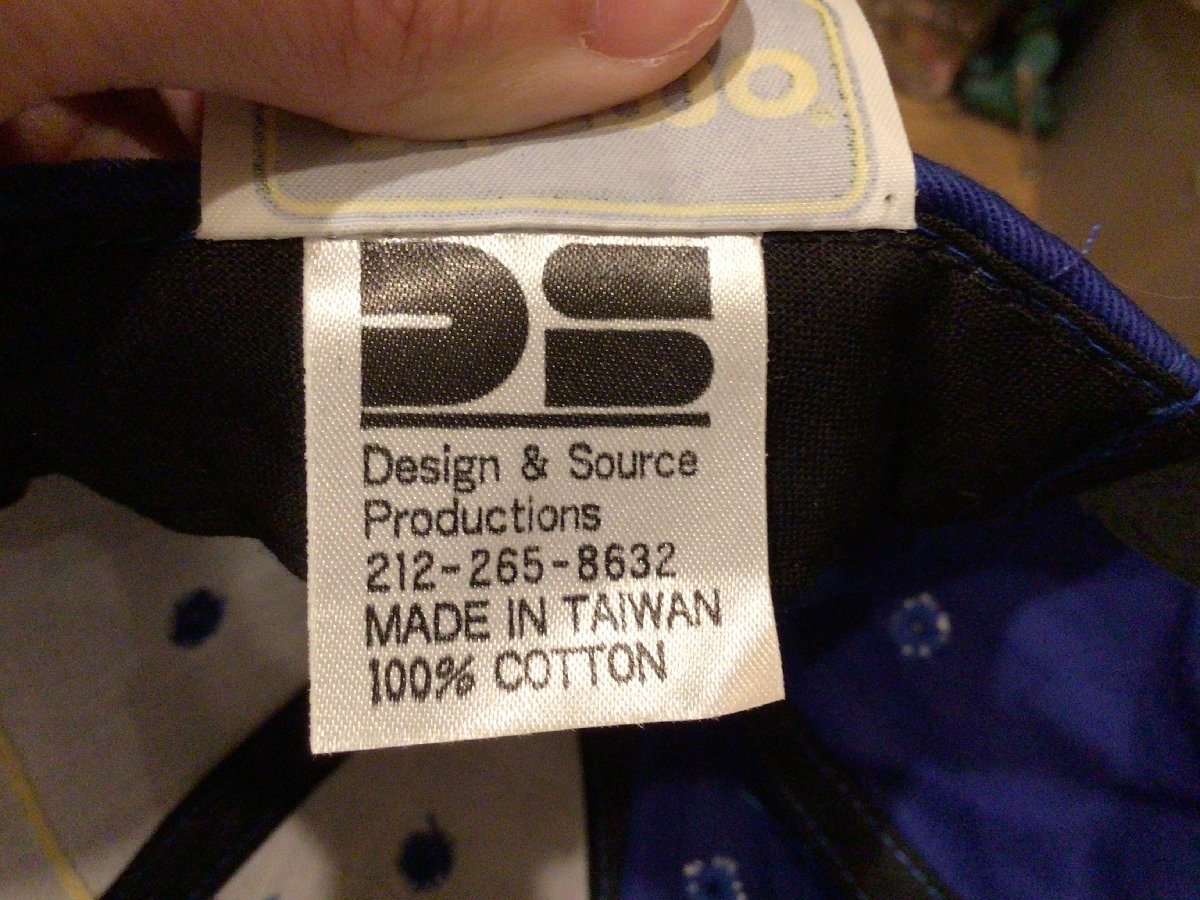 DS
Design & Source
Productions
212-265-8632
MADE IN TAIWAN
100% COTTON